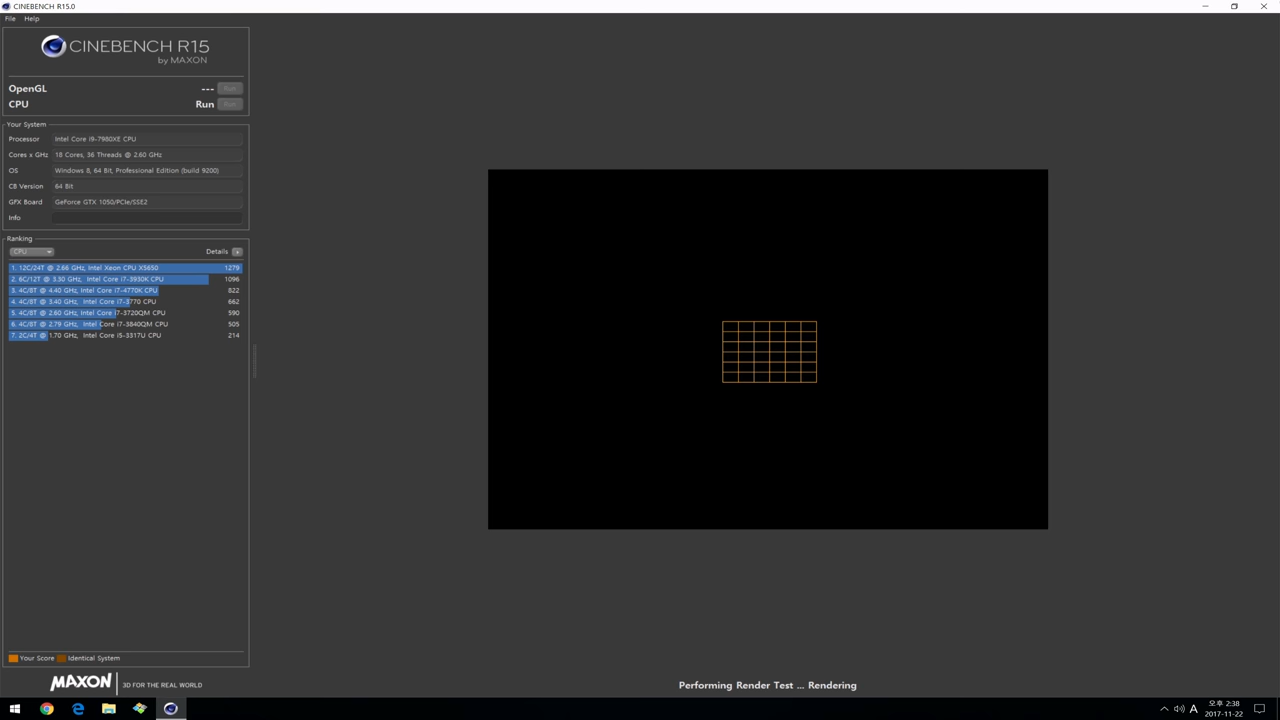 CINEBENCH R15.0
File Help
CINEBENCH R15
by MAXON
OpenGL --- Run
CPU Run Run
Your System
Processor Intel Core i9-7980XE CPU
Cores x GHz 18 Cores, 36 Threads @ 2.60 GHz
OS Windows 8, 64 Bit, Professional Edition (build 9200)
CB Version 64 Bit
GFX Board GeForce GTX 1050/PCIe/SSE2
Info
Ranking
CPU Details
1. 12C/24T @ 2.66 GHz, Intel Xeon CPU X5650 1279
2. 6C/12T @ 3.30 GHz, Intel Core i7-3930K CPU 1096
3. 4C/8T @ 4.40 GHz, Intel Core i7-4770K CPU 822
4. 4C/8T @ 3.40 GHz, Intel Core i7-3770 CPU 662
5. 4C/8T @ 2.60 GHz, Intel Core i7-3720QM CPU 590
6. 4C/8T @ 2.79 GHz, Intel Core i7-3840QM CPU 505
7. 2C/4T @ 1.70 GHz, Intel Core i5-3317U CPU 214
Your Score Identical System
MAXON 3D FOR THE REAL WORLD
Performing Render Test ... Rendering
A 오후 2:38
2017-11-22